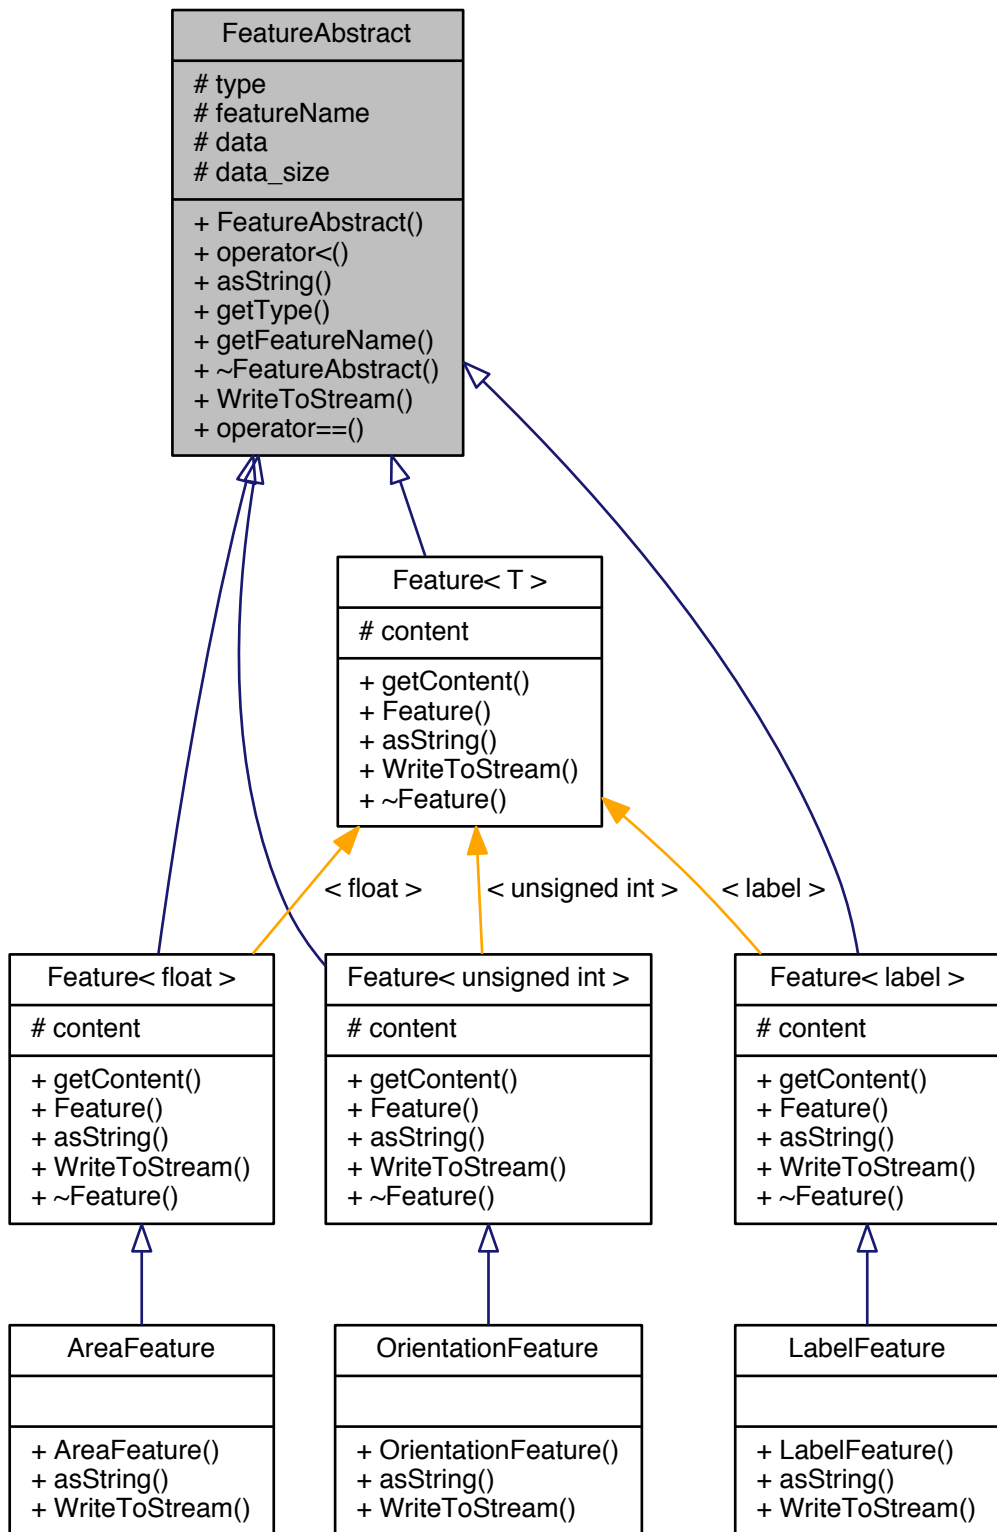 FeatureAbstract
# type
# featureName
# data
# data_size
+ FeatureAbstract()
+ operator<()
+ asString()
+ getType()
+ getFeatureName()
+ ~FeatureAbstract()
+ WriteToStream()
+ operator==()
Feature< T >
# content
+ getContent()
+ Feature()
+ asString()
+ WriteToStream()
+ ~Feature()
< float >
< unsigned int >
< label >
Feature< float >
# content
+ getContent()
+ Feature()
+ asString()
+ WriteToStream()
+ ~Feature()
Feature< unsigned int >
# content
+ getContent()
+ Feature()
+ asString()
+ WriteToStream()
+ ~Feature()
Feature< label >
# content
+ getContent()
+ Feature()
+ asString()
+ WriteToStream()
+ ~Feature()
AreaFeature
+ AreaFeature()
+ asString()
+ WriteToStream()
OrientationFeature
+ OrientationFeature()
+ asString()
+ WriteToStream()
LabelFeature
+ LabelFeature()
+ asString()
+ WriteToStream()